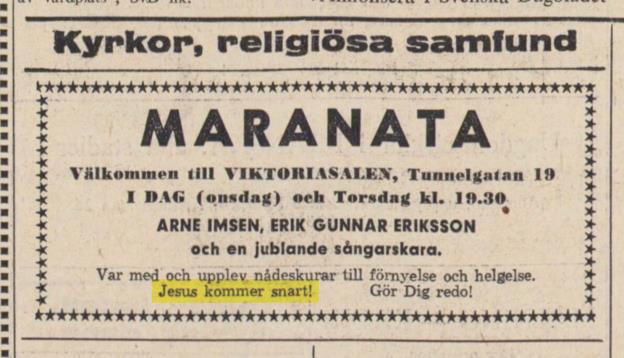 Kyrkor, religiösa samfund
MARANATA
Välkommen till VIKTORIASALEN, Tunnelgatan 19
I DAG (onsdag) och Torsdag kl. 19.30
ARNE IMSEN, ERIK GUNNAR ERIKSSON
och en jublande sångarskara.
Var med och upplev nådeskurar till förnyelse och helgelse.
Jesus kommer snart! Gör Dig redo!